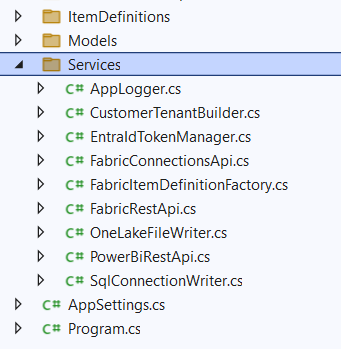 ItemDefinitions
Models
Services
C# AppLogger.cs
C# CustomerTenantBuilder.cs
C# EntraIdTokenManager.cs
C# FabricConnectionsApi.cs
C# FabricItemDefinitionFactory.cs
C# FabricRestApi.cs
C# OneLakeFileWriter.cs
C# PowerBiRestApi.cs
C# SqlConnectionWriter.cs
C# AppSettings.cs
C# Program.cs